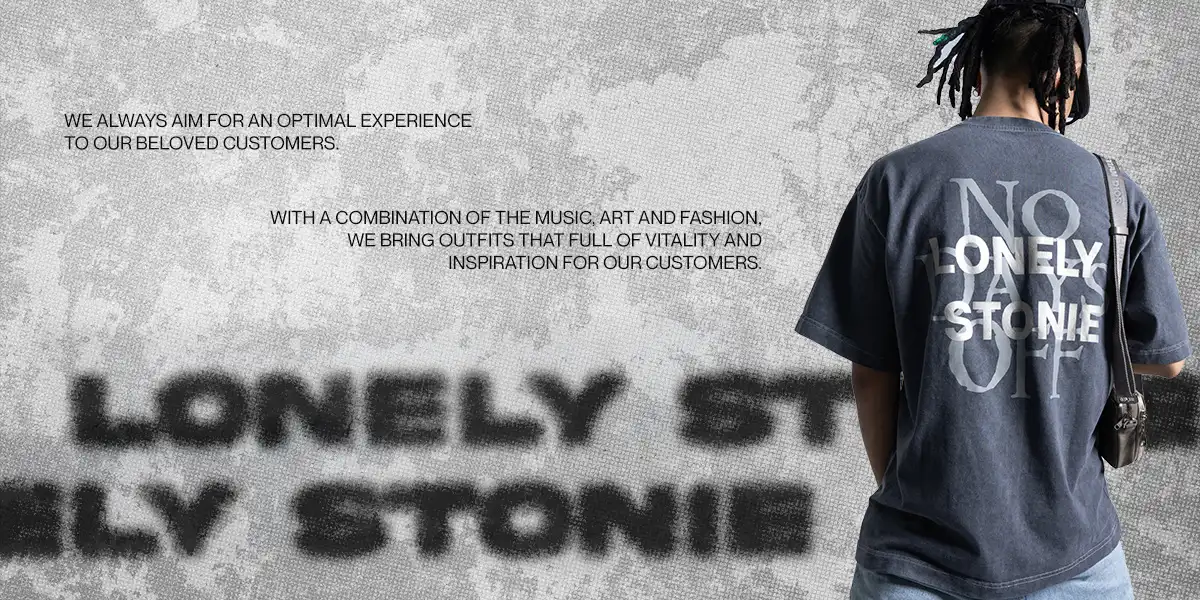 WE ALWAYS AIM FOR AN OPTIMAL EXPERIENCE
TO OUR BELOVED CUSTOMERS.
WITH A COMBINATION OF THE MUSIC, ART AND FASHION,
WE BRING OUTFITS THAT FULL OF VITALITY AND
INSPIRATION FOR OUR CUSTOMERS.
NO
LONELY
DAYS
STONIE
OFF
LONELY ST
ELY STONIE